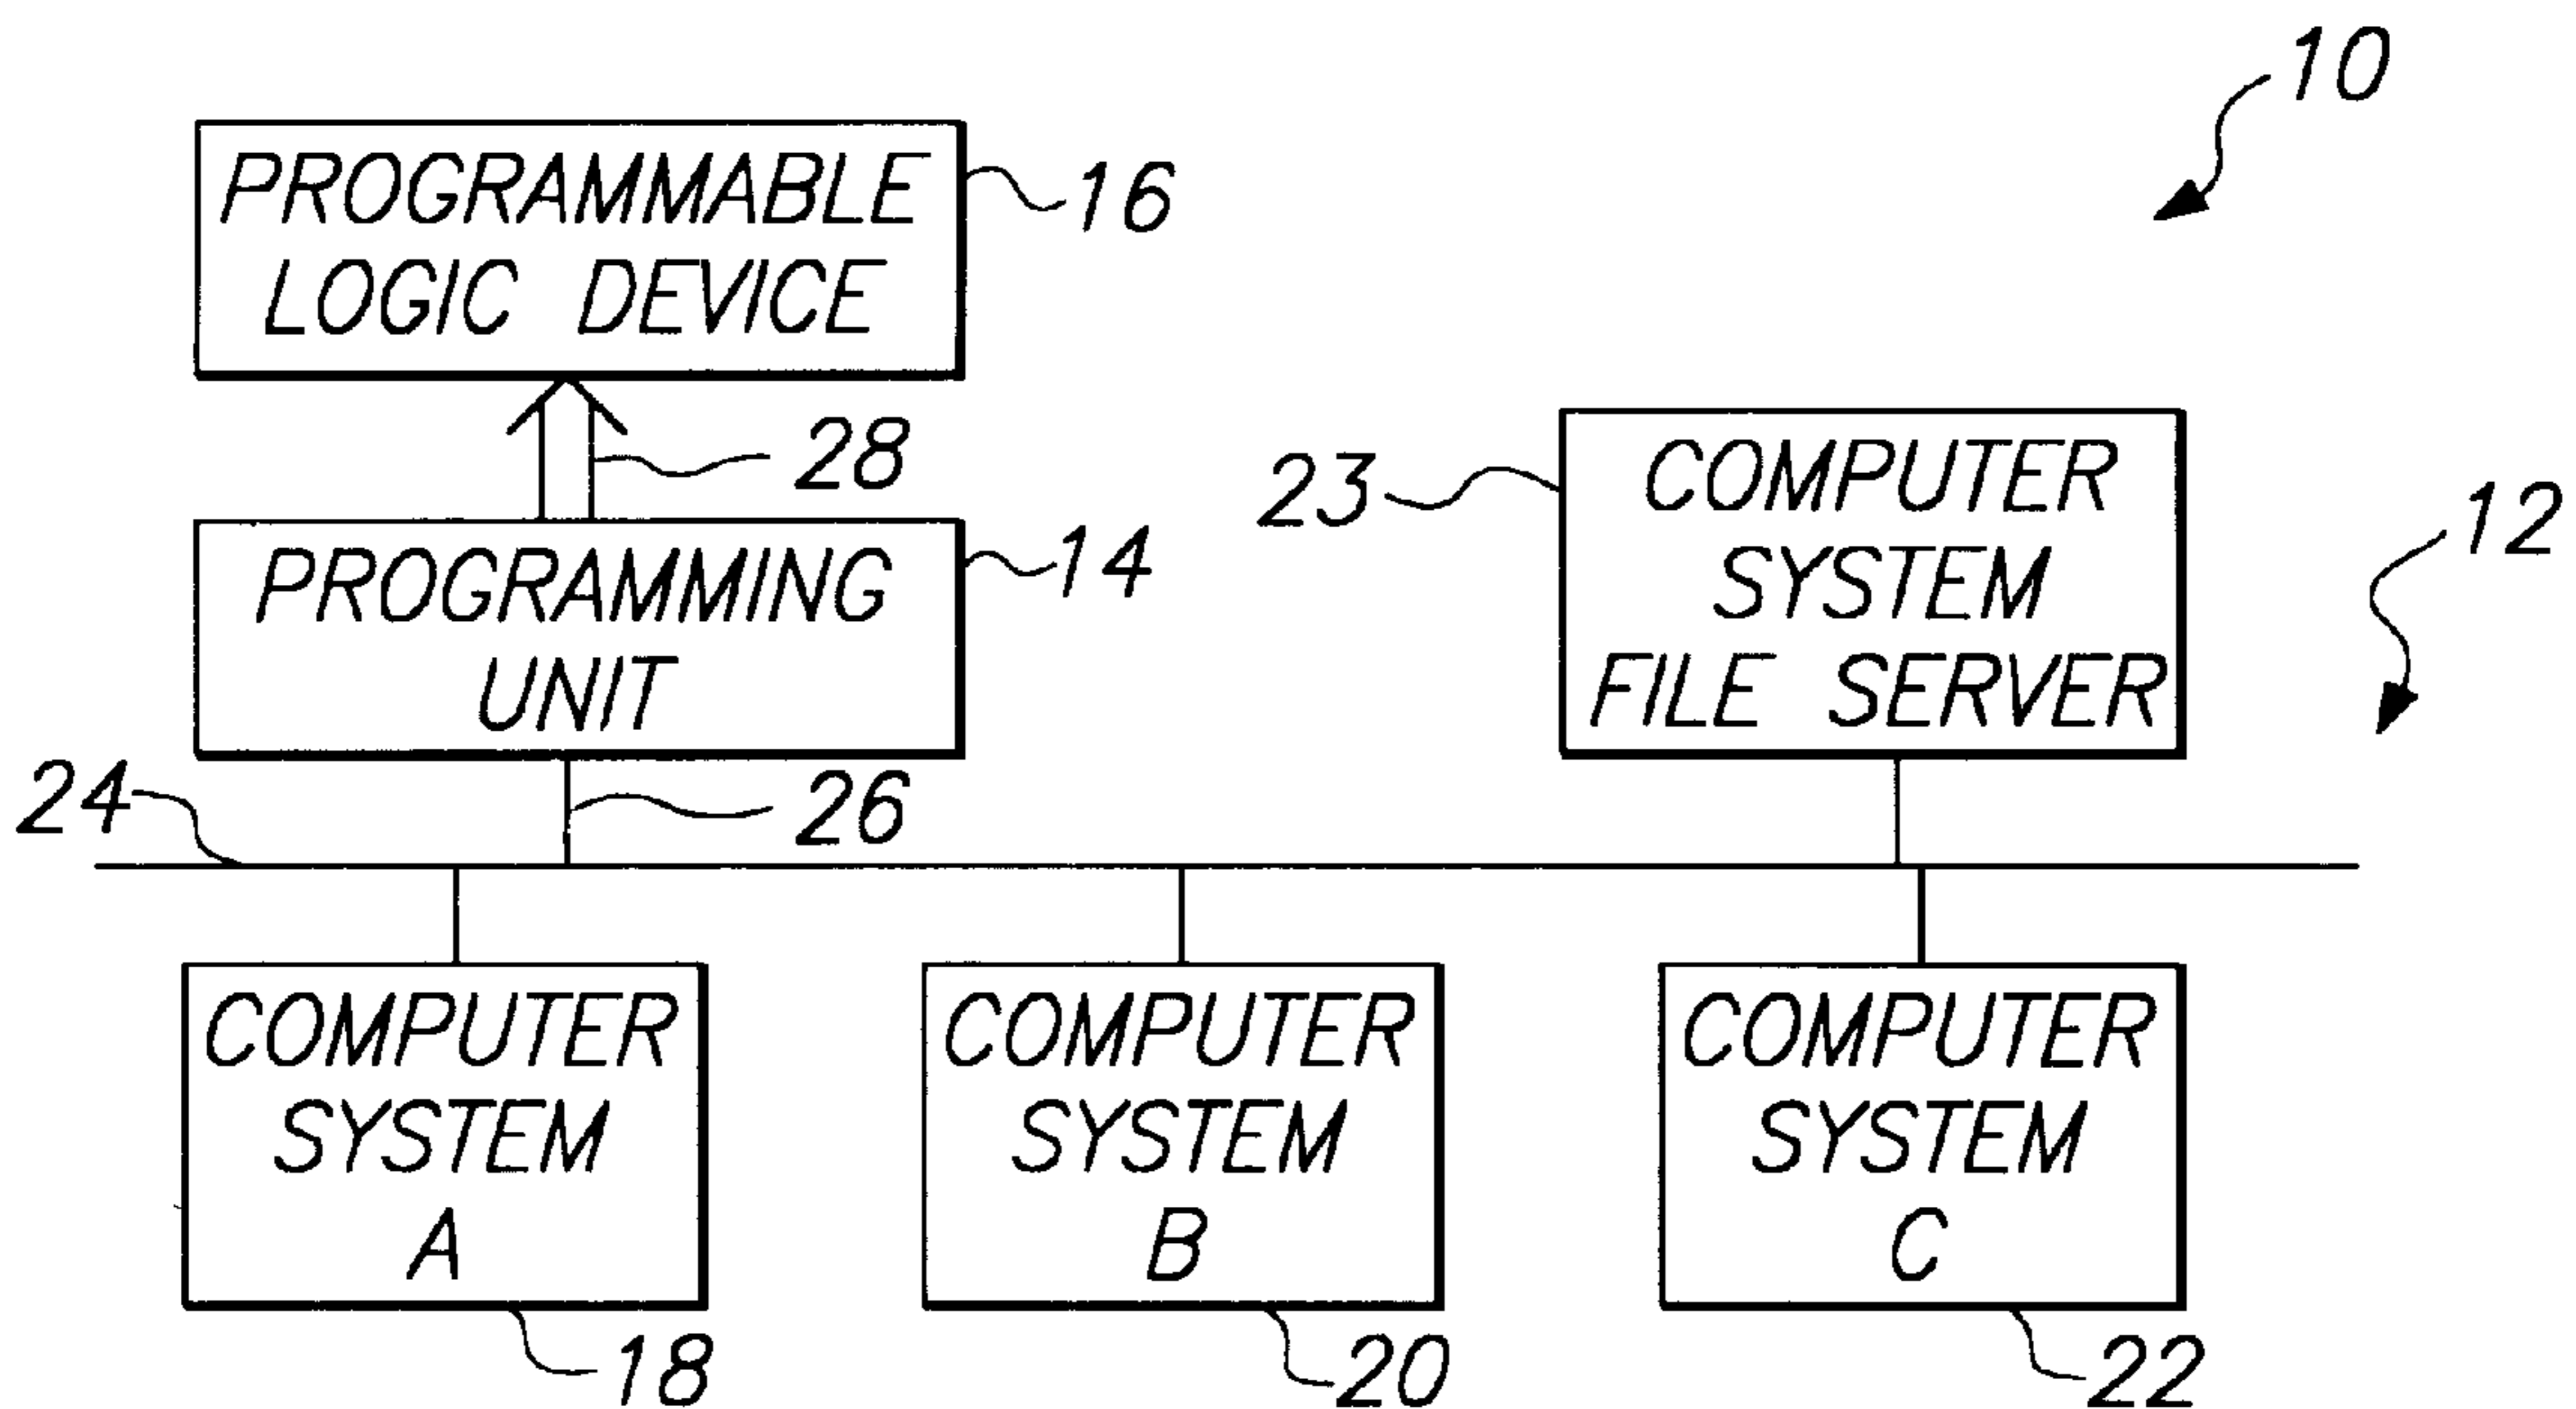 10
PROGRAMMABLE
LOGIC DEVICE
16
28
PROGRAMMING
UNIT
14
23
COMPUTER
SYSTEM
FILE SERVER
12
24
26
COMPUTER
SYSTEM
A
18
COMPUTER
SYSTEM
B
20
COMPUTER
SYSTEM
C
22